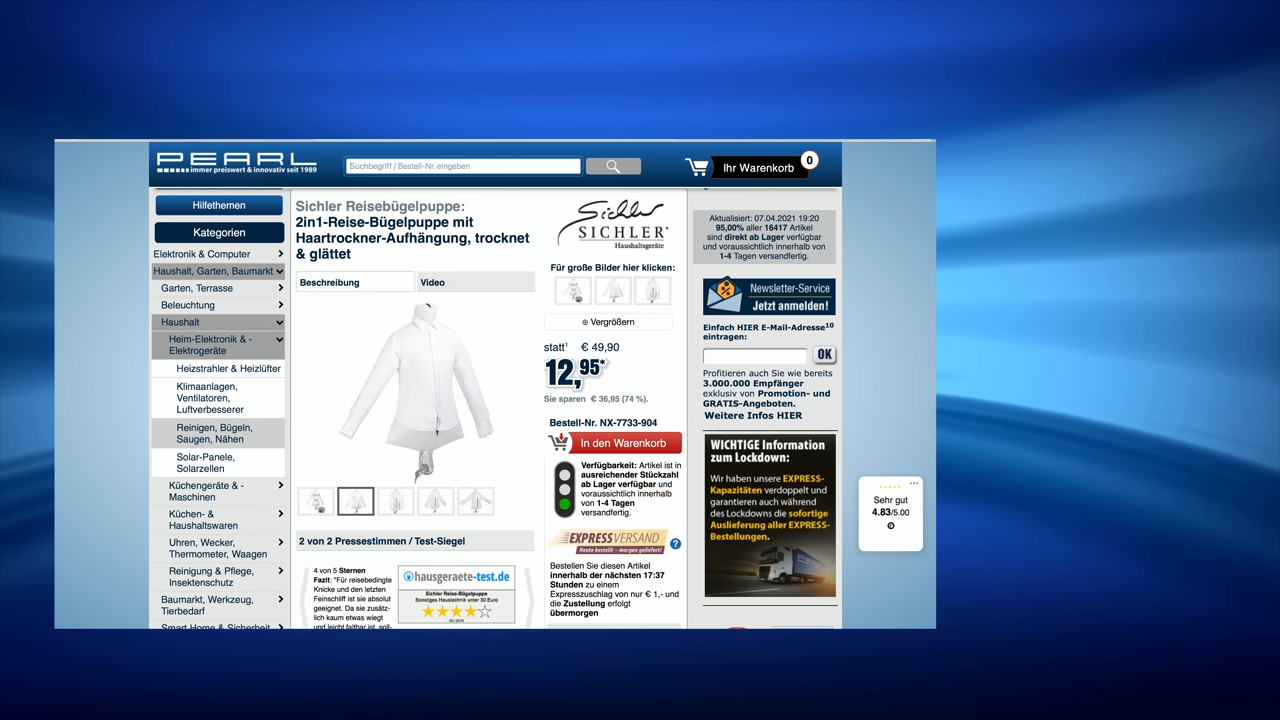 PEARL
immer preiswert & innovativ seit 1989
Suchbegriff / Bestell-Nr. eingeben
Ihr Warenkorb
0
Hilfethemen
Kategorien
Elektronik & Computer
Haushalt, Garten, Baumarkt
Garten, Terrasse
Beleuchtung
Haushalt
Heim-Elektronik & -
Elektrogeräte
Heizstrahler & Heizlüfter
Klimaanlagen,
Ventilatoren,
Luftverbesserer
Reinigen, Bügeln,
Saugen, Nähen
Solar-Panele,
Solarzellen
Küchengeräte & -
Maschinen
Küchen- &
Haushaltswaren
Uhren, Wecker,
Thermometer, Waagen
Reinigung & Pflege,
Insektenschutz
Baumarkt, Werkzeug,
Tierbedarf
Smart Home & Sicherheit
Sichler Reisebügelpuppe:
2in1-Reise-Bügelpuppe mit
Haartrockner-Aufhängung, trocknet
& glättet
Beschreibung
Video
2 von 2 Pressestimmen / Test-Siegel
4 von 5 Sternen
Fazit: "Für reisebedingte
Knicke und den letzten
Feinschliff ist sie absolut
geeignet. Da sie zusätz-
lich kaum etwas wiegt
und leicht faltbar ist, soll-
hausgeraete-test.de
Sichler Reise-Bügelpuppe
Sonstiges Haustechnik unter 30 Euro
Sichler
SICHLER®
Haushaltsgeräte
Für große Bilder hier klicken:
Vergrößern
statt¹ € 49,90
12,95*
Sie sparen € 36,95 (74 %).
Bestell-Nr. NX-7733-904
In den Warenkorb
Verfügbarkeit: Artikel ist in
ausreichender Stückzahl
ab Lager verfügbar und
voraussichtlich innerhalb
von 1-4 Tagen
versandfertig.
EXPRESSVERSAND
Heute bestellt – morgen geliefert!
?
Bestellen Sie diesen Artikel
innerhalb der nächsten 17:37
Stunden zu einem
Expresszuschlag von nur € 1,- und
die Zustellung erfolgt
übermorgen
Aktualisiert: 07.04.2021 19:20
95,00% aller 16417 Artikel
sind direkt ab Lager verfügbar
und voraussichtlich innerhalb von
1-4 Tagen versandfertig.
Newsletter-Service
Jetzt anmelden!
Einfach HIER E-Mail-Adresse¹⁰
eintragen:
OK
Profitieren auch Sie wie bereits
3.000.000 Empfänger
exklusiv von Promotion- und
GRATIS-Angeboten.
Weitere Infos HIER
WICHTIGE Information
zum Lockdown:
Wir haben unsere EXPRESS-
Kapazitäten verdoppelt und
garantieren auch während
des Lockdowns die sofortige
Auslieferung aller EXPRESS-
Bestellungen.
Sehr gut
4.83/5.00